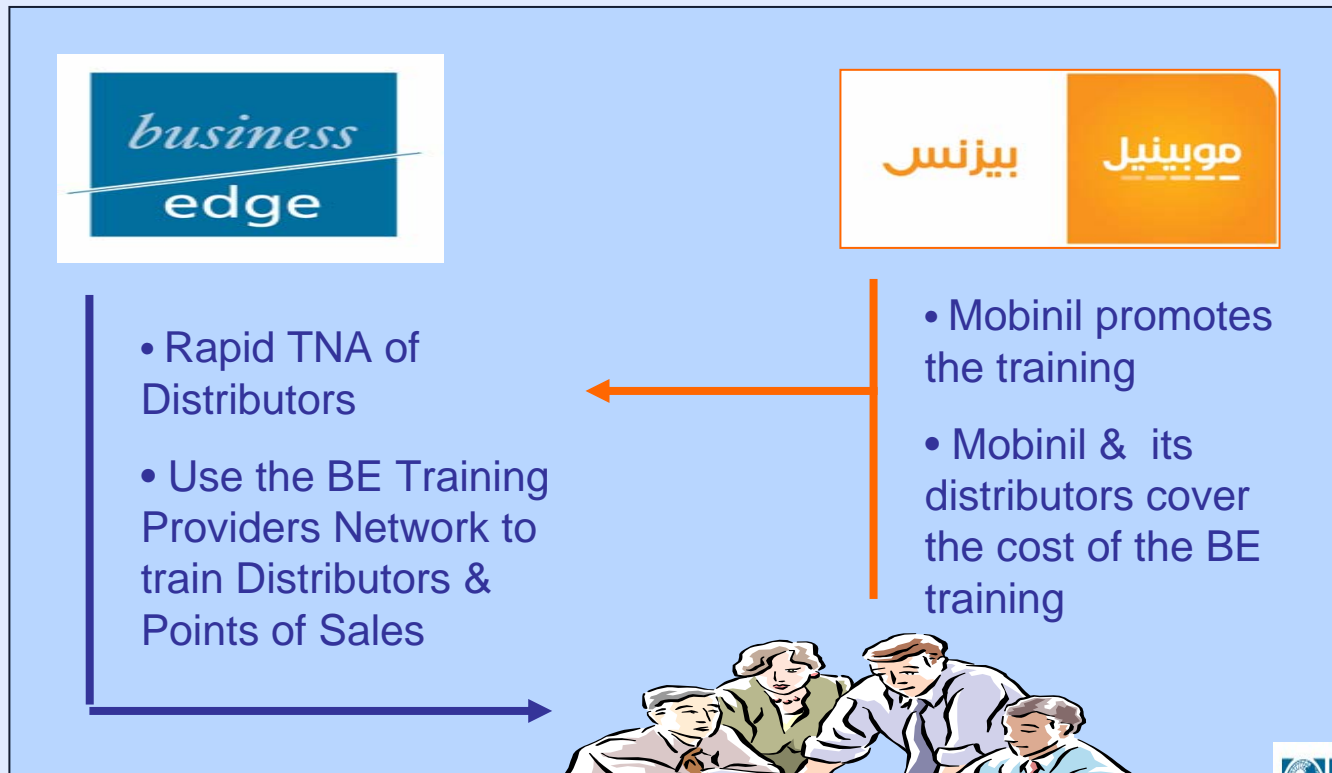 business
edge
• Rapid TNA of
Distributors
• Use the BE Training
Providers Network to
train Distributors &
Points of Sales
بيزنس
موبينيل
• Mobinil promotes
the training
• Mobinil & its
distributors cover
the cost of the BE
training